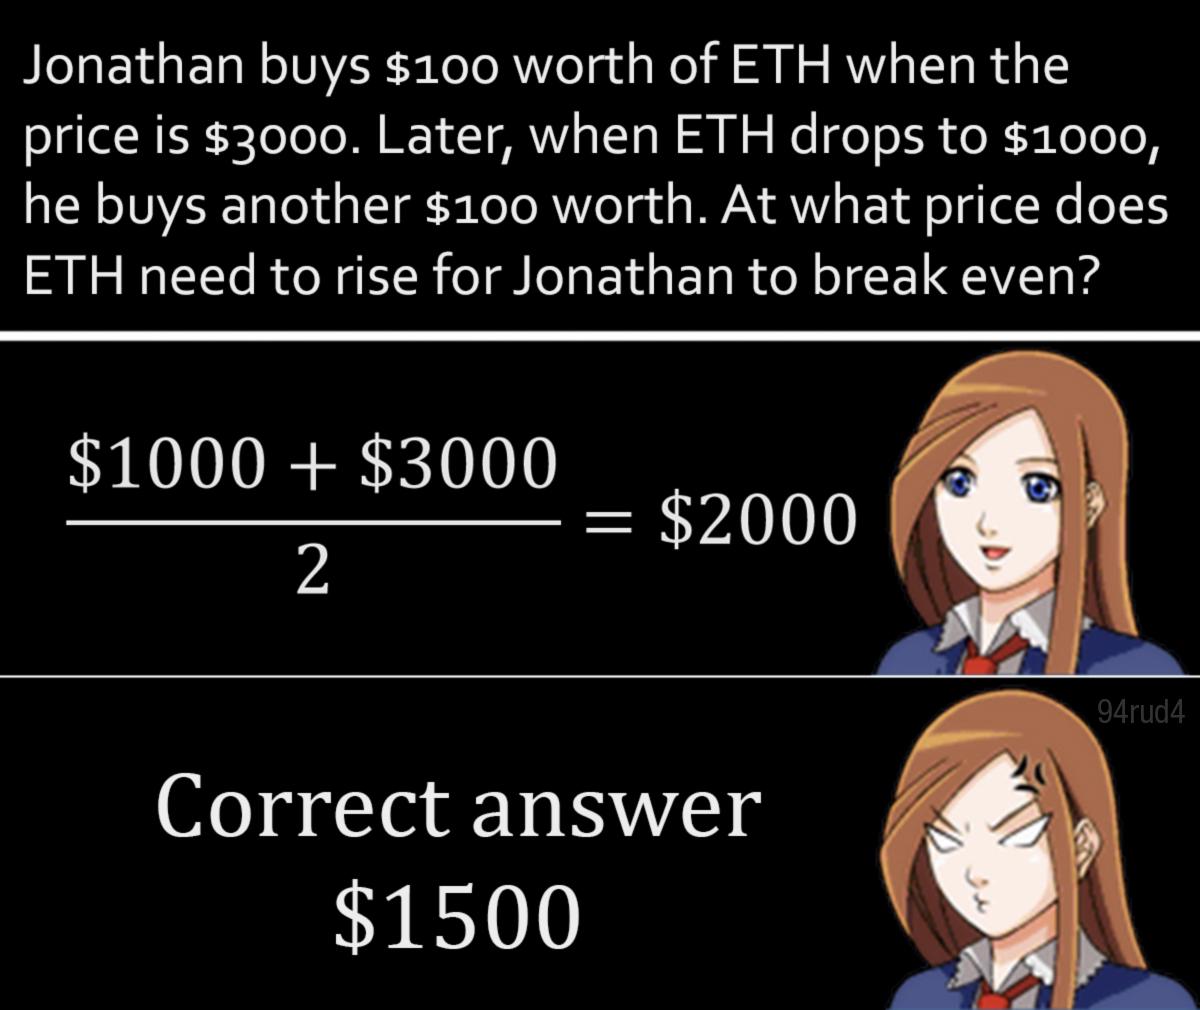 Jonathan buys $100 worth of ETH when the
price is $3000. Later, when ETH drops to $1000,
he buys another $100 worth. At what price does
ETH need to rise for Jonathan to break even?
$1000 + $3000
2
= $2000
94rud4
Correct answer
$1500